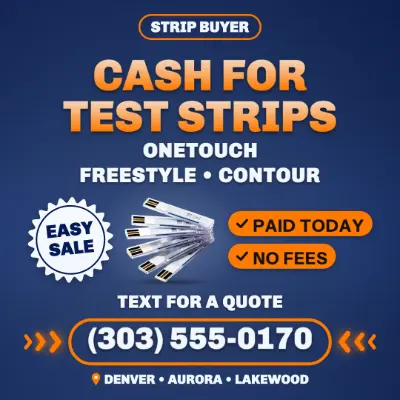 STRIP BUYER
CASH FOR
TEST STRIPS
ONETOUCH
FREESTYLE • CONTOUR
EASY
SALE
✓ PAID TODAY
✓ NO FEES
TEXT FOR A QUOTE
(303) 555-0170
DENVER • AURORA • LAKEWOOD